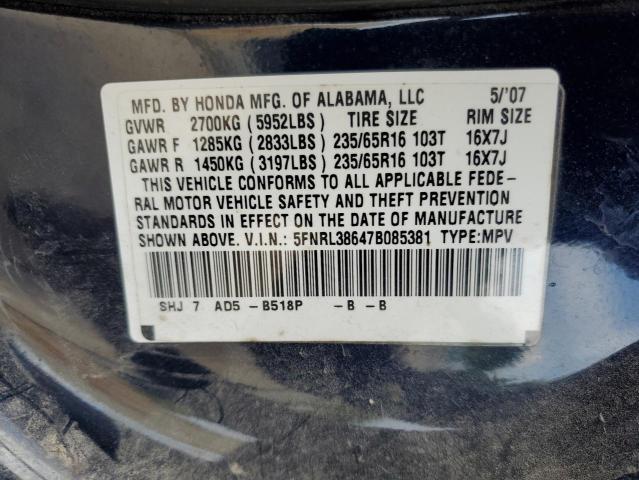 MFD. BY HONDA MFG. OF ALABAMA, LLC 5/'07
GVWR 2700KG (5952LBS) TIRE SIZE RIM SIZE
GAWR F 1285KG (2833LBS) 235/65R16 103T 16X7J
GAWR R 1450KG (3197LBS) 235/65R16 103T 16X7J
THIS VEHICLE CONFORMS TO ALL APPLICABLE FEDE-
RAL MOTOR VEHICLE SAFETY AND THEFT PREVENTION
STANDARDS IN EFFECT ON THE DATE OF MANUFACTURE
SHOWN ABOVE. V.I.N.: 5FNRL38647B085381 TYPE:MPV
SHJ 7 AD5 -B518P -B -B